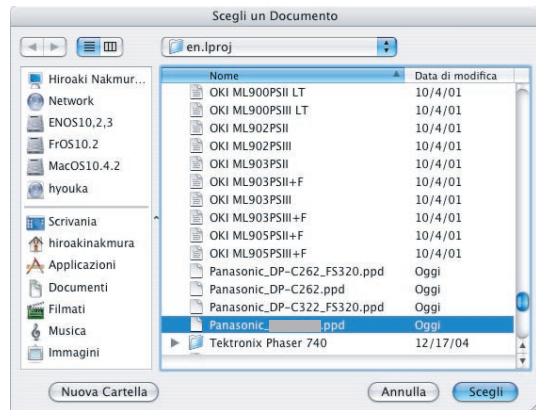 Scegli un Documento
en.lproj
Hiroaki Nakmur...
Network
ENOS10,2,3
FrOS10.2
MacOS10.4.2
hyouka
Scrivania
hiroakinakmura
Applicazioni
Documenti
Filmati
Musica
Immagini
Nome Data di modifica
OKI ML900PSII LT 10/4/01
OKI ML900PSIII LT 10/4/01
OKI ML902PSII 10/4/01
OKI ML902PSIII 10/4/01
OKI ML903PSII 10/4/01
OKI ML903PSII+F 10/4/01
OKI ML903PSIII 10/4/01
OKI ML903PSIII+F 10/4/01
OKI ML905PSII+F 10/4/01
OKI ML905PSIII+F 10/4/01
Panasonic_DP-C262_FS320.ppd Oggi
Panasonic_DP-C262.ppd Oggi
Panasonic_DP-C322_FS320.ppd Oggi
Panasonic_ .ppd Oggi
Tektronix Phaser 740 12/17/04
Nuova Cartella Annulla Scegli